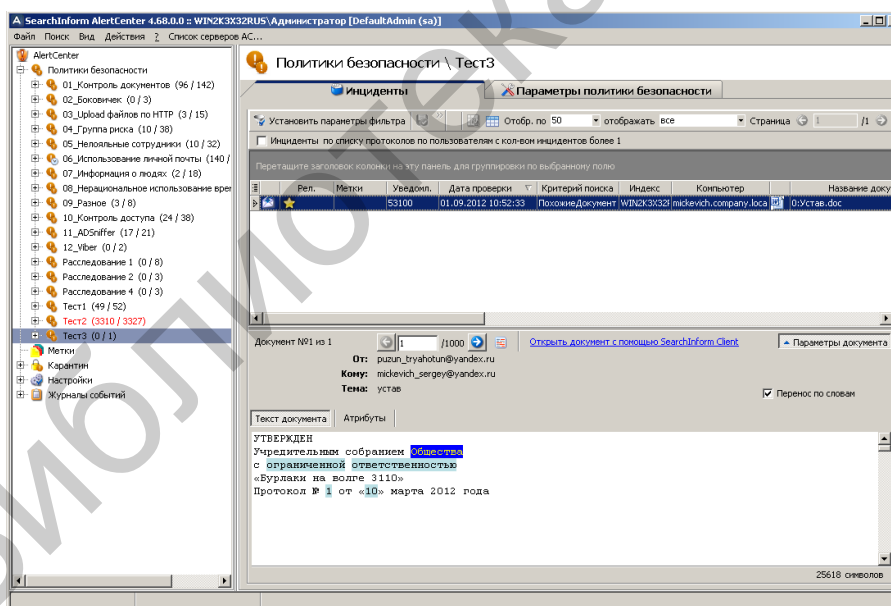 SearchInform AlertCenter 4.68.0.0 :: WIN2K3X32RUS\Администратор [DefaultAdmin (sa)]
Файл Поиск Вид Действия ? Список серверов АС...
AlertCenter
Политики безопасности
01_Контроль документов (96 / 142)
02_Боковичек (0 / 3)
03_Upload файлов по HTTP (3 / 15)
04_Группа риска (10 / 38)
05_Нелояльные сотрудники (10 / 32)
06_Использование личной почты (140 /
07_Информация о людях (2 / 18)
08_Нерациональное использование врем
09_Разное (3 / 8)
10_Контроль доступа (24 / 38)
11_ADSniffer (17 / 21)
12_Viber (0 / 2)
Расследование 1 (0 / 8)
Расследование 2 (0 / 3)
Расследование 4 (0 / 3)
Тест1 (49 / 52)
Тест2 (3310 / 3327)
Тест3 (0 / 1)
Метки
Карантин
Настройки
Журналы событий
Политики безопасности \ Тест3
Инциденты Параметры политики безопасности
Установить параметры фильтра Отобр. по 50 отображать все Страница 1 /1
Инциденты по списку протоколов по пользователям с кол-вом инцидентов более 1
Перетащите заголовок колонки на эту панель для группировки по выбранному полю
Рел. Метки Уведомл. Дата проверки Критерий поиска Индекс Компьютер Название доку
53100 01.09.2012 10:52:33 ПохожиеДокумент WIN2K3X32F mickevich.company.loca 0:Устав.doc
Документ №1 из 1 1 /1000 Открыть документ с помощью SearchInform Client Параметры документа
От: puzun_tryahotun@yandex.ru
Кому: mickevich_sergey@yandex.ru
Тема: устав
Перенос по словам
Текст документа Атрибуты
УТВЕРЖДЕН
Учредительным собранием Общества
с ограниченной ответственностью
«Бурлаки на волге 3110»
Протокол № 1 от «10» марта 2012 года
25618 символов